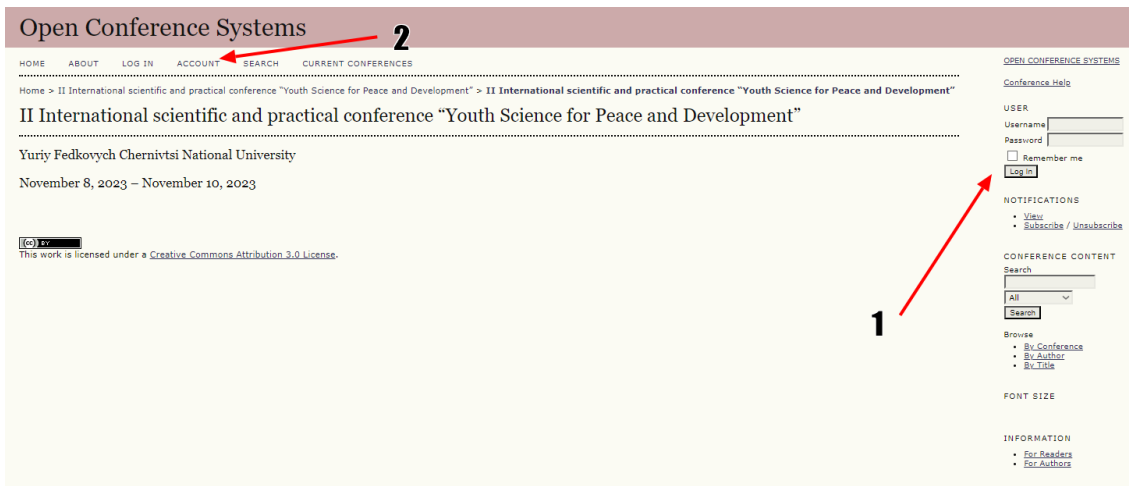 Open Conference Systems
2
HOME ABOUT LOG IN ACCOUNT SEARCH CURRENT CONFERENCES
Home > II International scientific and practical conference "Youth Science for Peace and Development" > II International scientific and practical conference "Youth Science for Peace and Development"
II International scientific and practical conference “Youth Science for Peace and Development”
Yuriy Fedkovych Chernivtsi National University
November 8, 2023 – November 10, 2023
(cc) BY
This work is licensed under a Creative Commons Attribution 3.0 License.
1
OPEN CONFERENCE SYSTEMS
Conference Help
USER
Username
Password
Remember me
Log In
NOTIFICATIONS
• View
• Subscribe / Unsubscribe
CONFERENCE CONTENT
Search
All
Search
Browse
• By Conference
• By Author
• By Title
FONT SIZE
INFORMATION
• For Readers
• For Authors